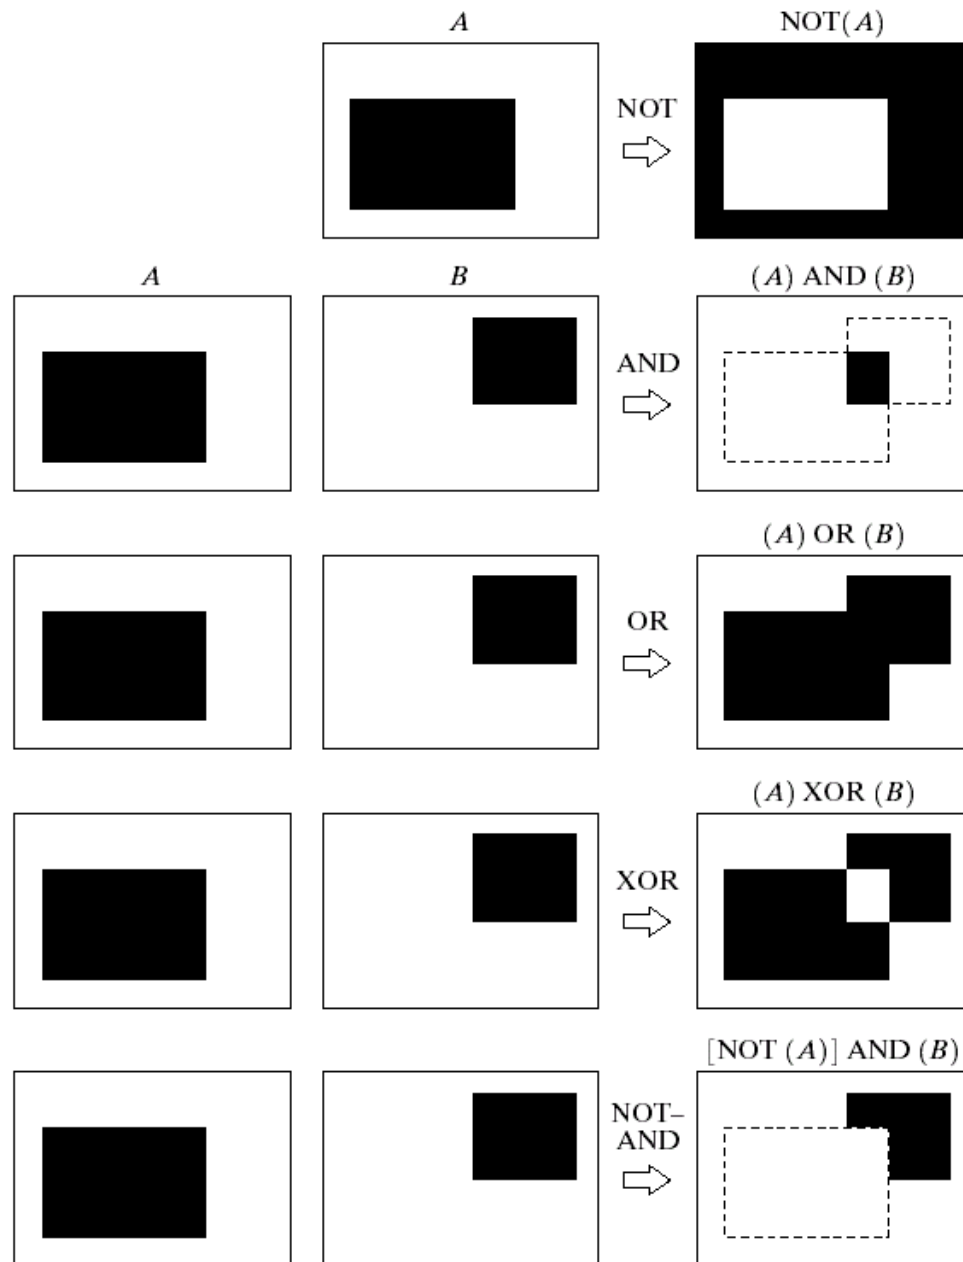 A NOT(A)
NOT
A B (A) AND (B)
AND
(A) OR (B)
OR
(A) XOR (B)
XOR
[NOT (A)] AND (B)
NOT–
AND